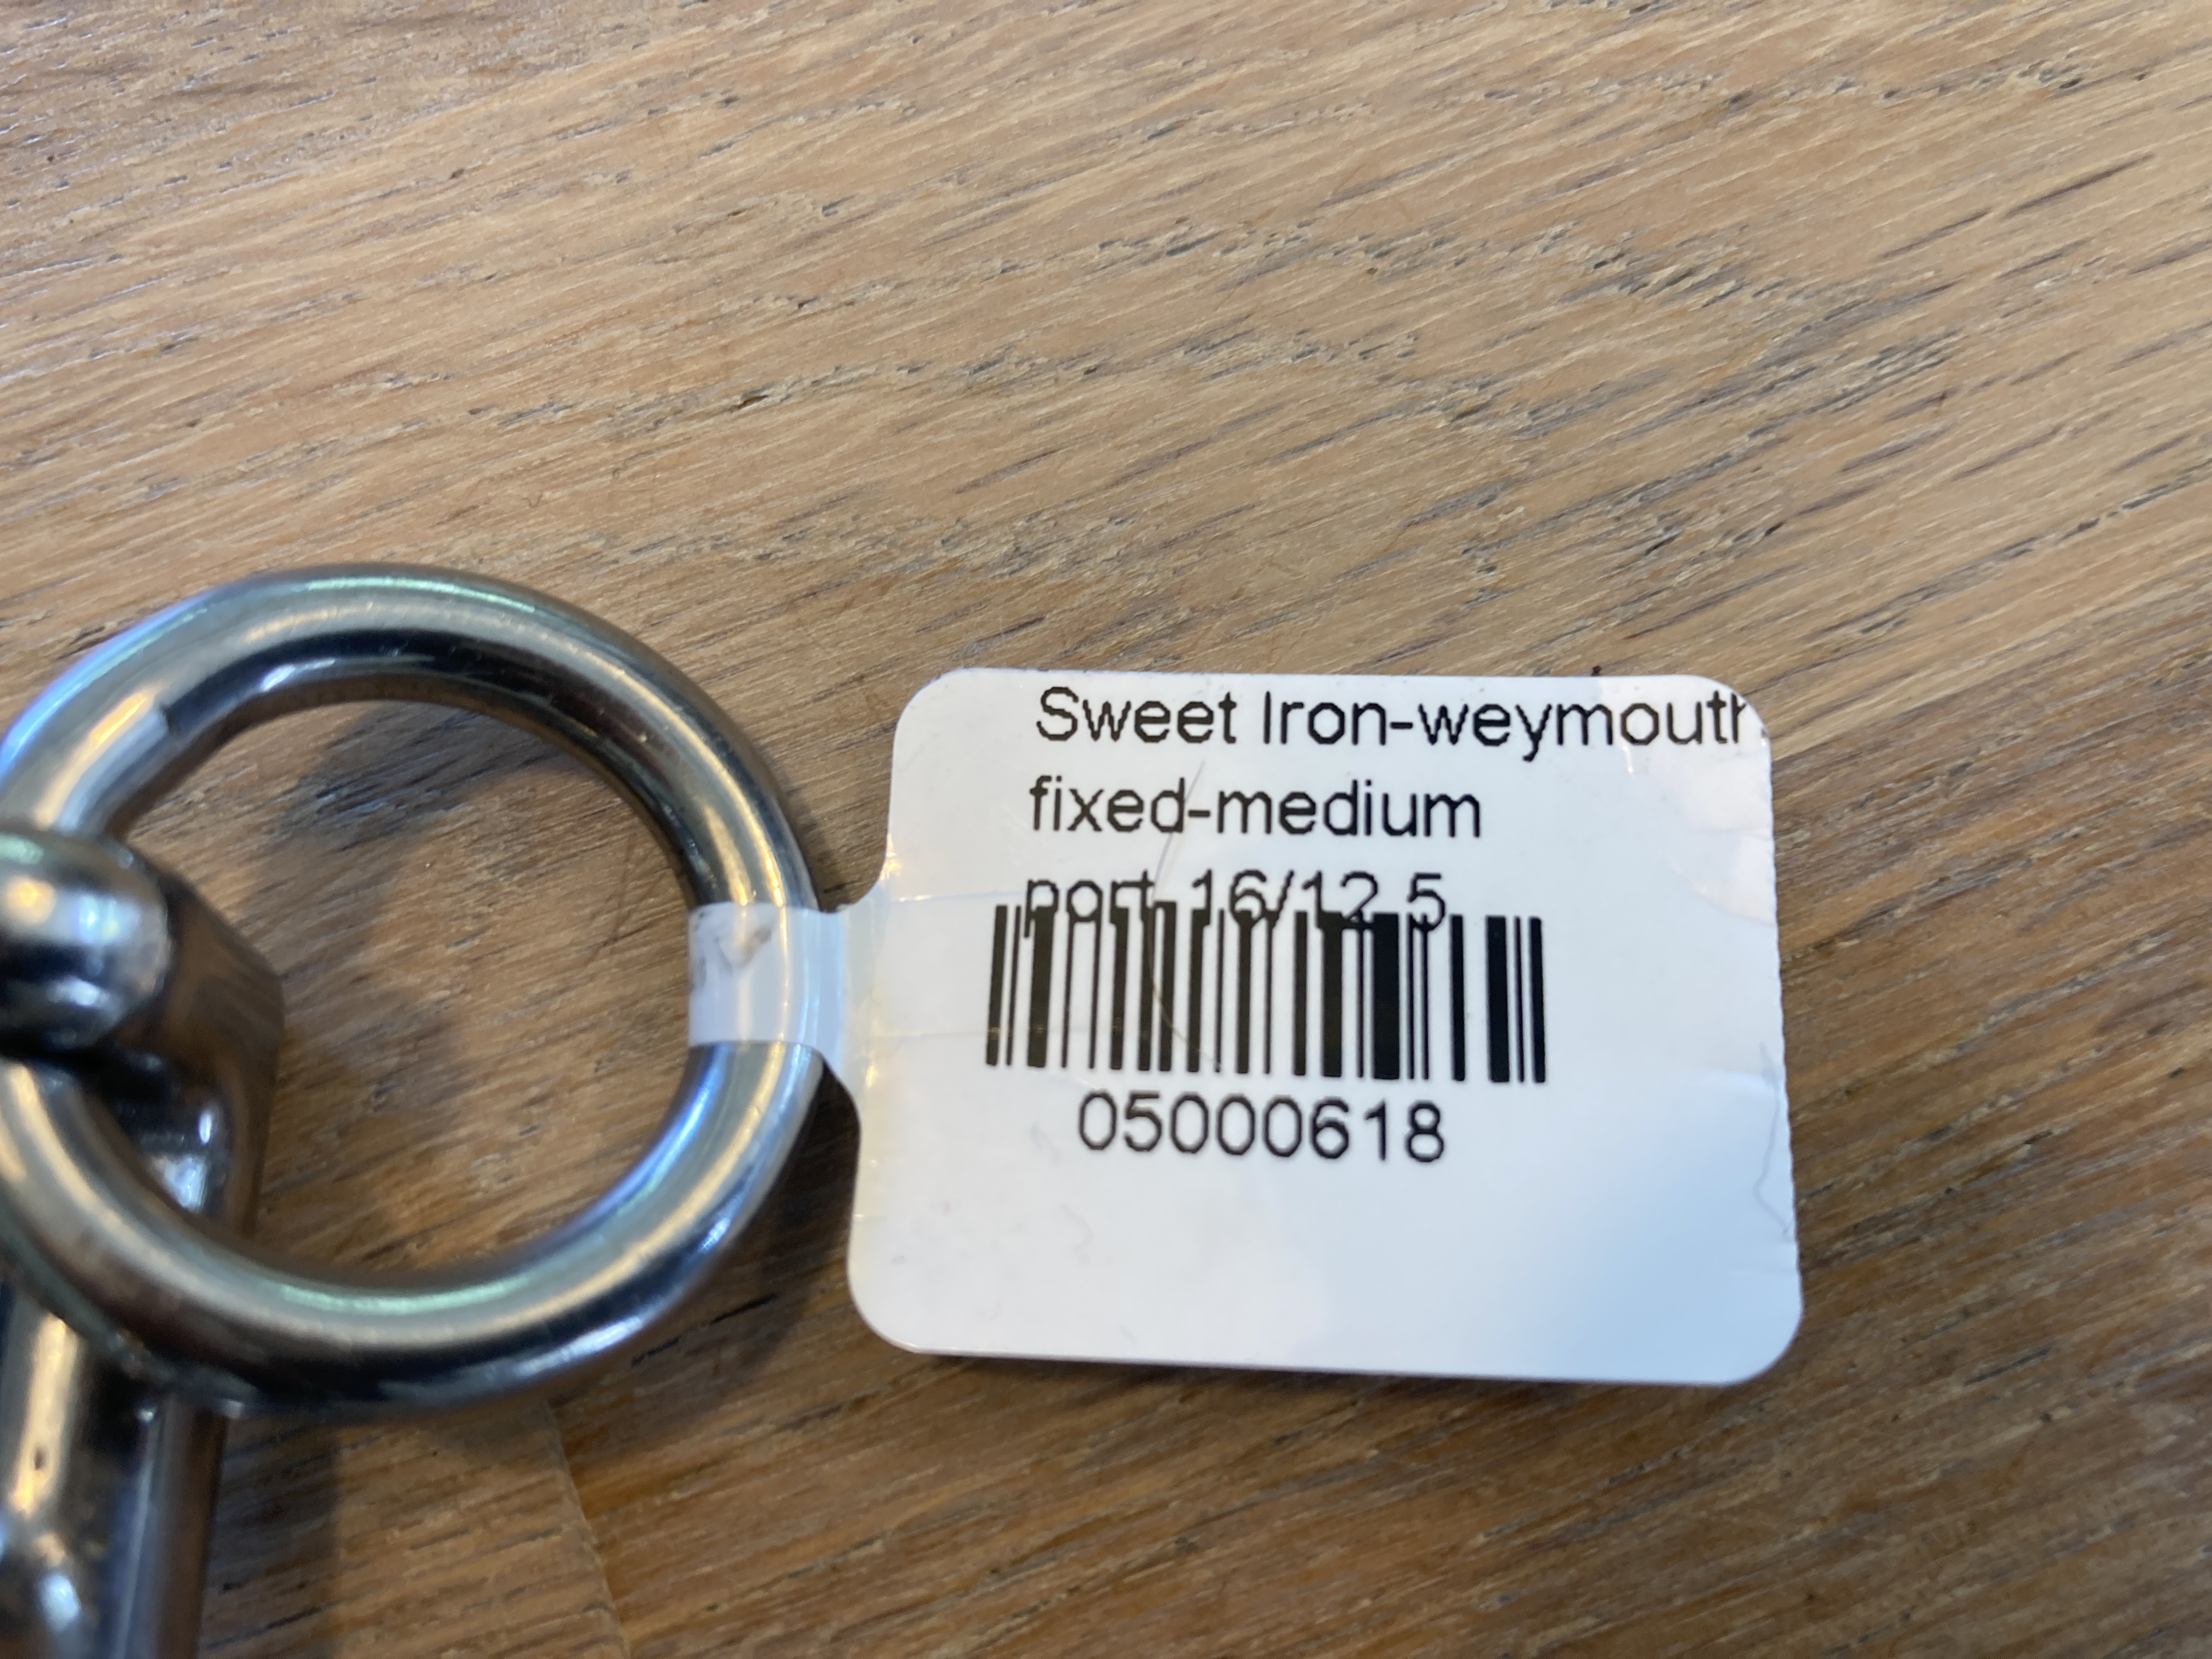 Sweet Iron-weymouth
fixed-medium
port 16/12,5
05000618